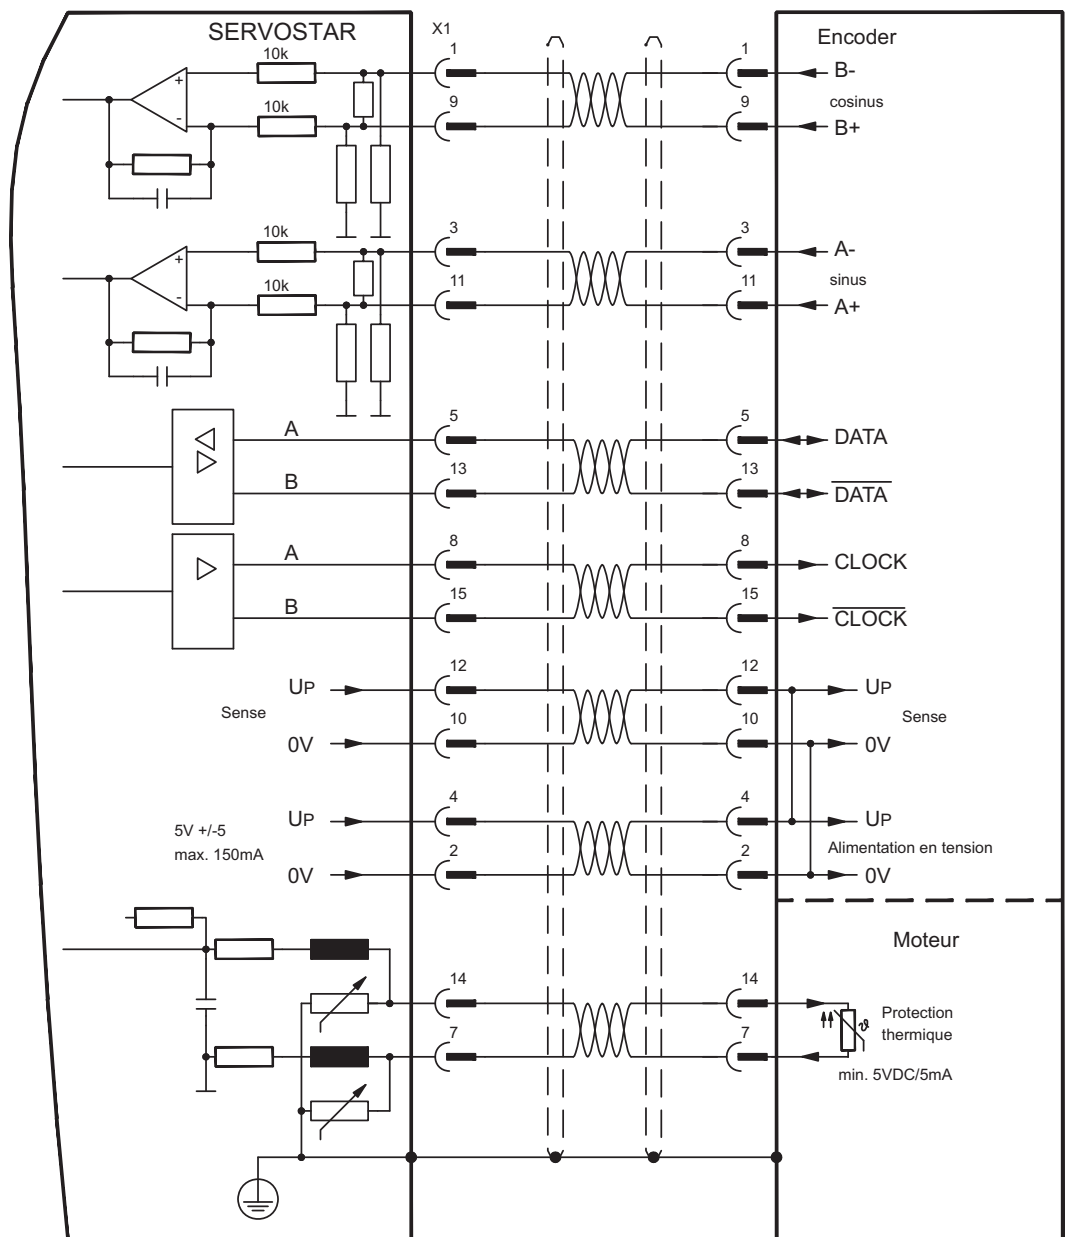 SERVOSTAR
X1
Encoder
10k
1
1
B-
cosinus
10k
9
9
B+
+
-
10k
3
3
A-
sinus
10k
11
11
A+
+
-
A
5
5
DATA
B
13
13
DATA
A
8
8
CLOCK
B
15
15
CLOCK
UP
12
12
UP
Sense
Sense
0V
10
10
0V
UP
4
4
UP
5V +/-5
max. 150mA
Alimentation en tension
0V
2
2
0V
Moteur
14
14
Protection
thermique
ϑ
7
7
min. 5VDC/5mA